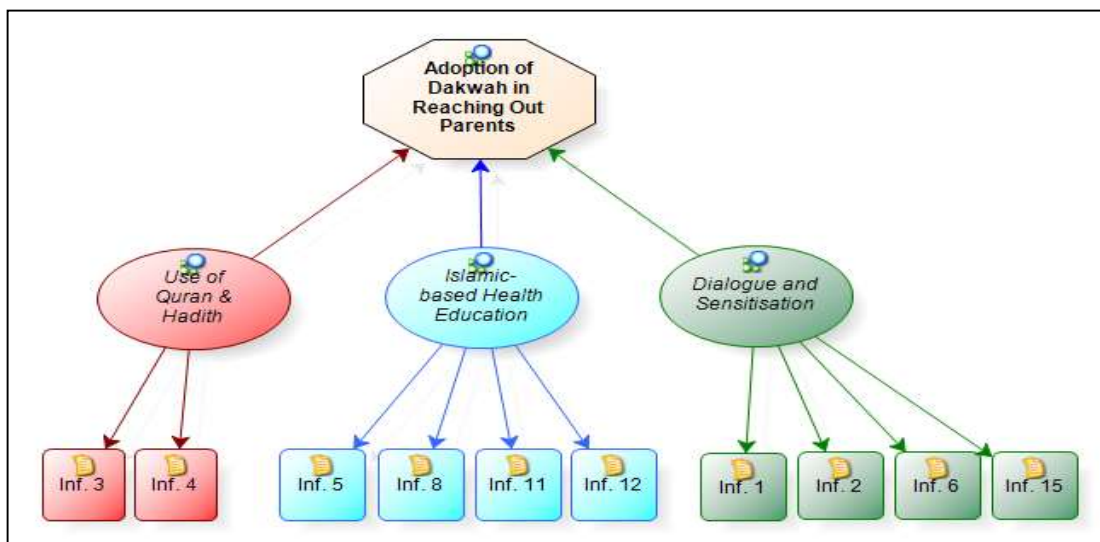 Adoption of
Dakwah in
Reaching Out
Parents
Use of
Quran &
Hadith
Islamic-
based Health
Education
Dialogue and
Sensitisation
Inf. 3
Inf. 4
Inf. 5
Inf. 8
Inf. 11
Inf. 12
Inf. 1
Inf. 2
Inf. 6
Inf. 15